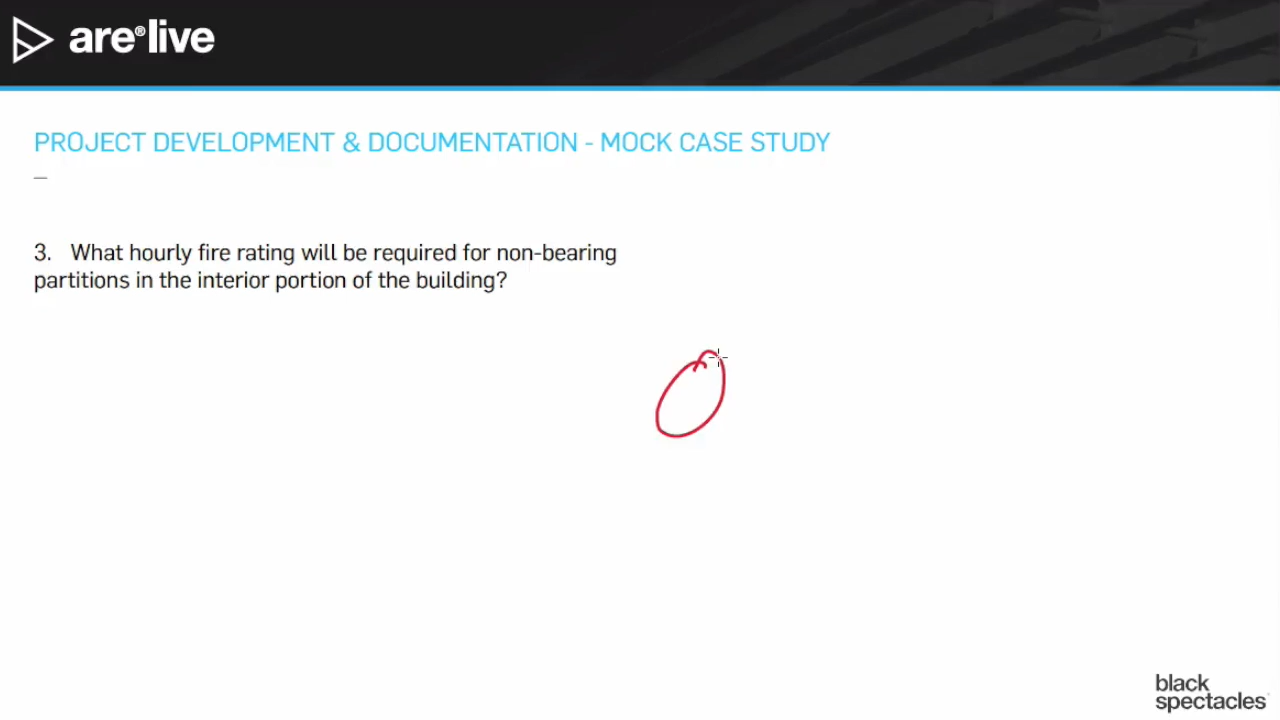 are® live
PROJECT DEVELOPMENT & DOCUMENTATION - MOCK CASE STUDY
3. What hourly fire rating will be required for non-bearing
partitions in the interior portion of the building?
0
black
spectacles